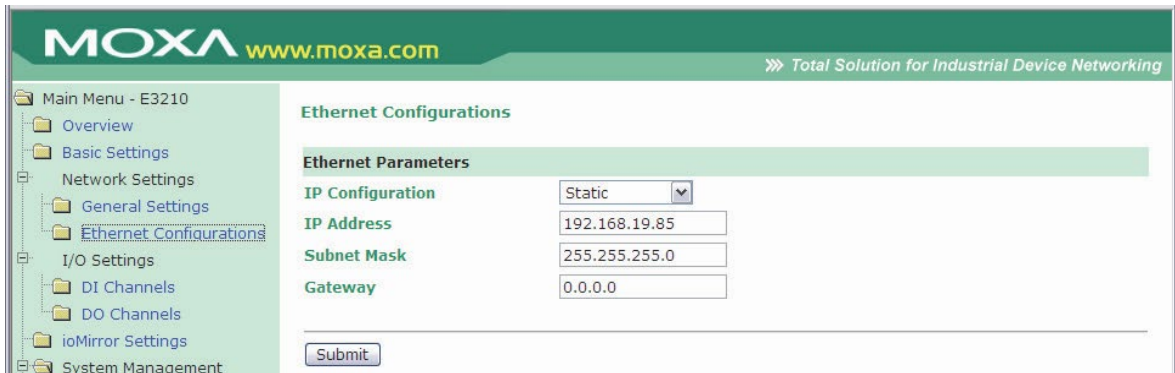 MOXA www.moxa.com
Total Solution for Industrial Device Networking
Main Menu - E3210
Overview
Basic Settings
Network Settings
General Settings
Ethernet Configurations
I/O Settings
DI Channels
DO Channels
ioMirror Settings
System Management
Ethernet Configurations
Ethernet Parameters
IP Configuration Static
IP Address 192.168.19.85
Subnet Mask 255.255.255.0
Gateway 0.0.0.0
Submit